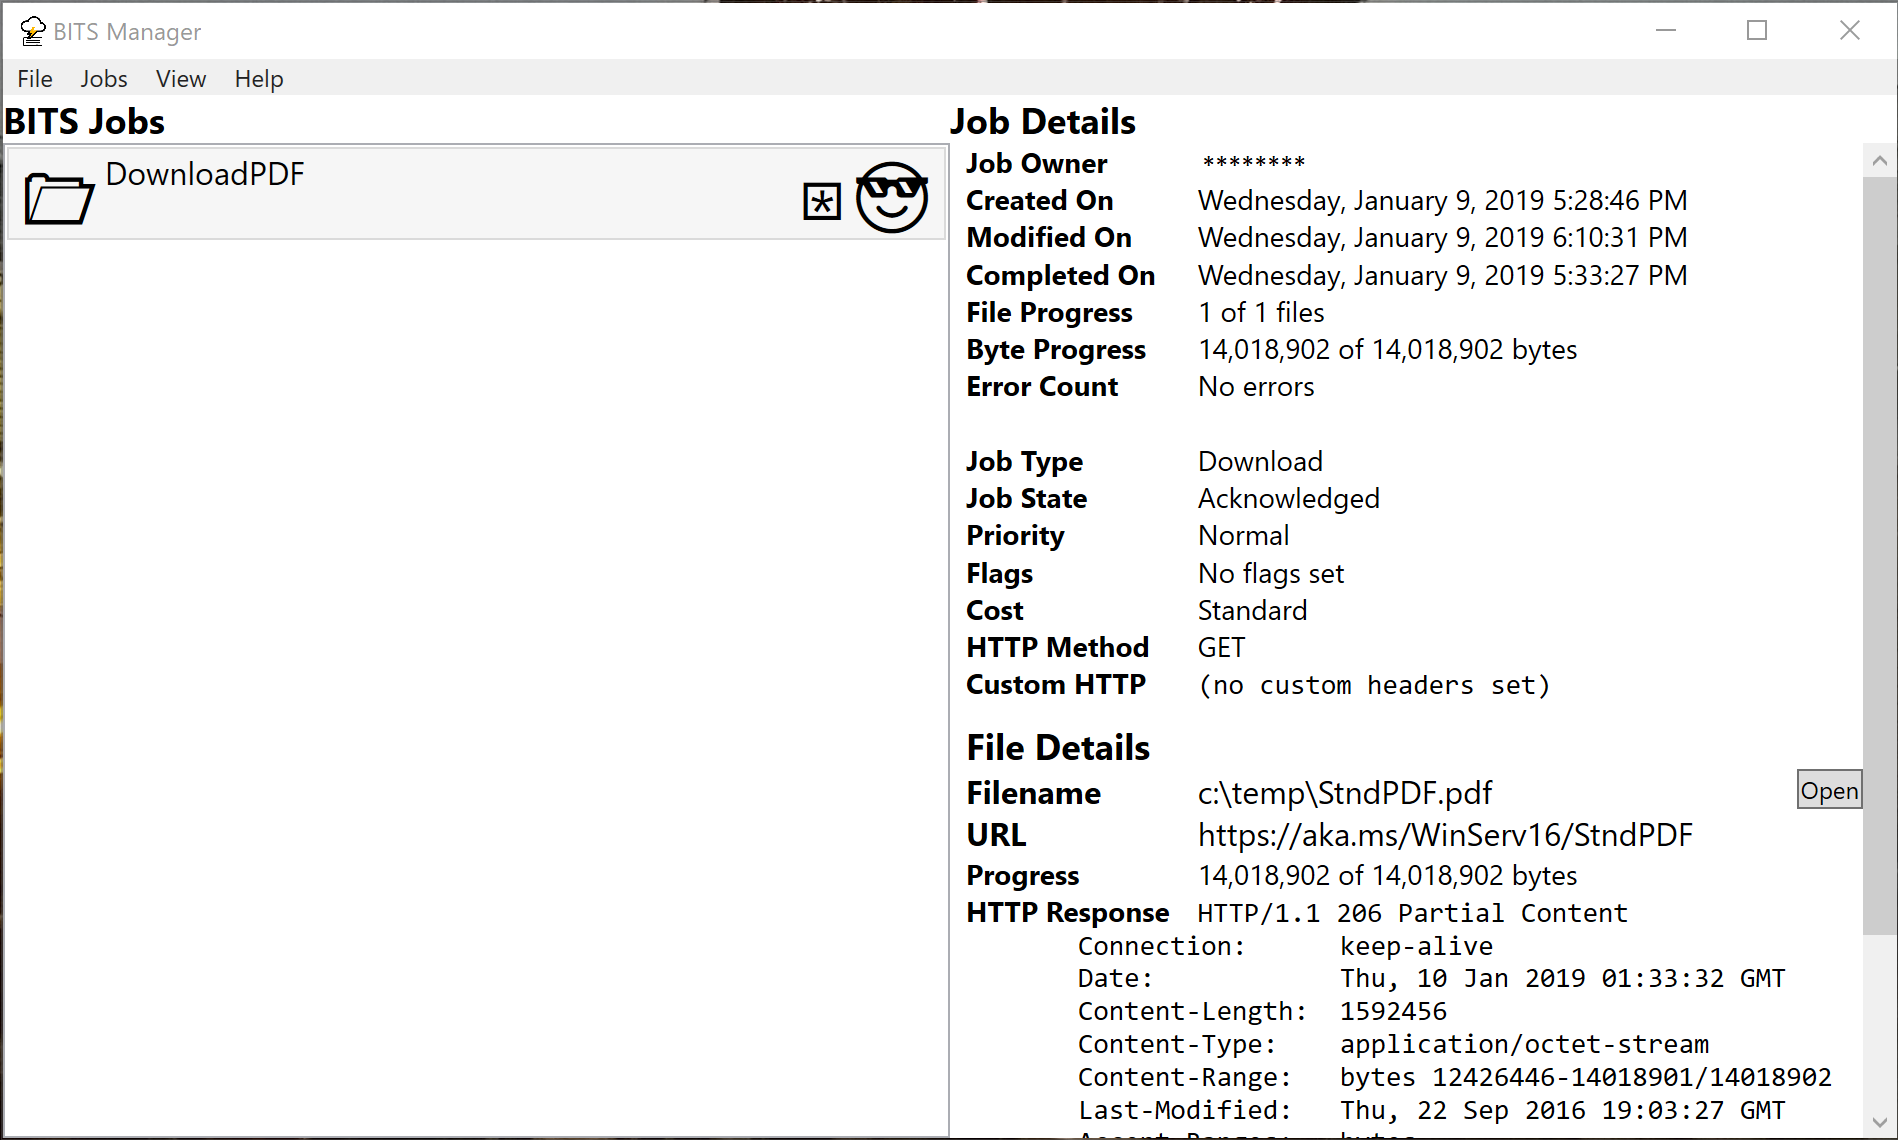 BITS Manager
File Jobs View Help
BITS Jobs
DownloadPDF
Job Details
Job Owner ********
Created On Wednesday, January 9, 2019 5:28:46 PM
Modified On Wednesday, January 9, 2019 6:10:31 PM
Completed On Wednesday, January 9, 2019 5:33:27 PM
File Progress 1 of 1 files
Byte Progress 14,018,902 of 14,018,902 bytes
Error Count No errors
Job Type Download
Job State Acknowledged
Priority Normal
Flags No flags set
Cost Standard
HTTP Method GET
Custom HTTP (no custom headers set)
File Details
Filename c:\temp\StndPDF.pdf Open
URL https://aka.ms/WinServ16/StndPDF
Progress 14,018,902 of 14,018,902 bytes
HTTP Response HTTP/1.1 206 Partial Content
Connection: keep-alive
Date: Thu, 10 Jan 2019 01:33:32 GMT
Content-Length: 1592456
Content-Type: application/octet-stream
Content-Range: bytes 12426446-14018901/14018902
Last-Modified: Thu, 22 Sep 2016 19:03:27 GMT